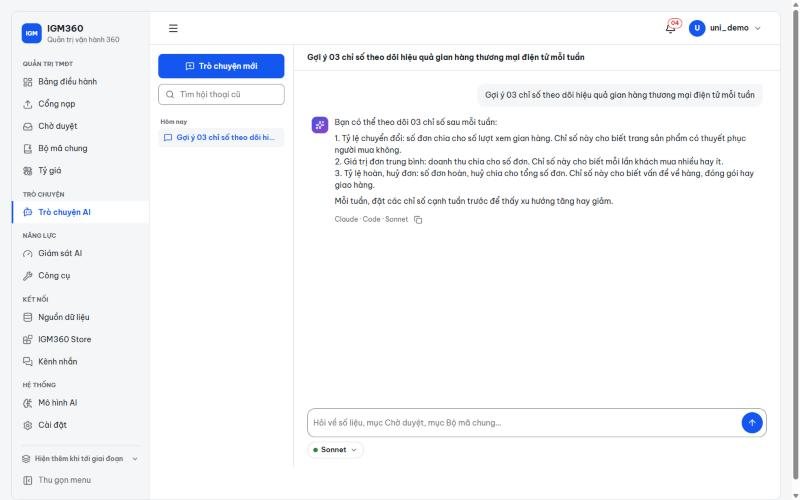 IGM
IGM360
Quản trị vận hành 360
QUẢN TRỊ TMĐT
Bảng điều hành
Cổng nạp
Chờ duyệt
Bộ mã chung
Tỷ giá
TRÒ CHUYỆN
Trò chuyện AI
NĂNG LỰC
Giám sát AI
Công cụ
KẾT NỐI
Nguồn dữ liệu
IGM360 Store
Kênh nhắn
HỆ THỐNG
Mô hình AI
Cài đặt
Hiện thêm khi tới giai đoạn
Thu gọn menu
04
U
uni_demo
Trò chuyện mới
Tìm hội thoại cũ
Hôm nay
Gợi ý 03 chỉ số theo dõi hi...
Gợi ý 03 chỉ số theo dõi hiệu quả gian hàng thương mại điện tử mỗi tuần
Gợi ý 03 chỉ số theo dõi hiệu quả gian hàng thương mại điện tử mỗi tuần
Bạn có thể theo dõi 03 chỉ số sau mỗi tuần:
1. Tỷ lệ chuyển đổi: số đơn chia cho số lượt xem gian hàng. Chỉ số này cho biết trang sản phẩm có thuyết phục
người mua không.
2. Giá trị đơn trung bình: doanh thu chia cho số đơn. Chỉ số này cho biết mỗi lần khách mua nhiều hay ít.
3. Tỷ lệ hoàn, huỷ đơn: số đơn hoàn, huỷ chia cho tổng số đơn. Chỉ số này cho biết vấn đề về hàng, đóng gói hay
giao hàng.
Mỗi tuần, đặt các chỉ số cạnh tuần trước để thấy xu hướng tăng hay giảm.
Claude · Code · Sonnet
Hỏi về số liệu, mục Chờ duyệt, mục Bộ mã chung...
Sonnet